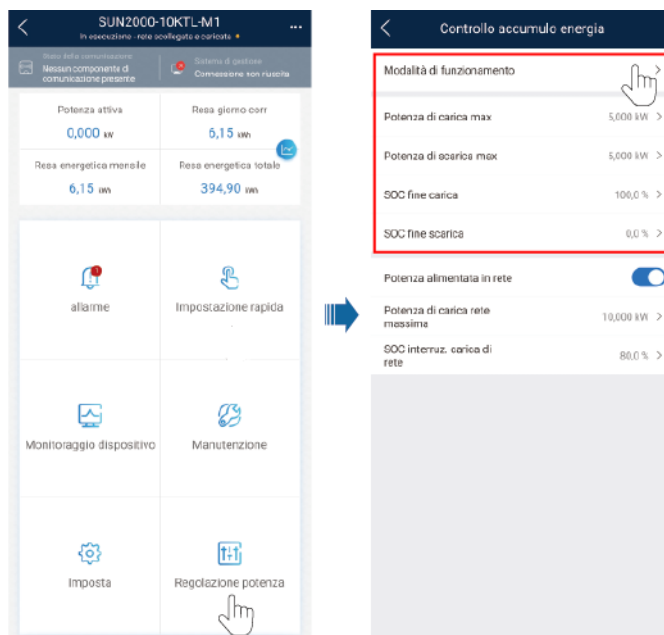 SUN2000-10KTL-M1
In esecuzione - rete scollegata e caricata
Stato della comunicazione
Nessun componente di
comunicazione presente
Sistema di gestione
Connessione non riuscita
Potenza attiva
0,000 kW
Resa giorno corr
6,15 kWh
Resa energetica mensile
6,15 kWh
Resa energetica totale
394,90 kWh
allarme
Impostazione rapida
Monitoraggio dispositivo
Manutenzione
Imposta
Regolazione potenza
Controllo accumulo energia
Modalità di funzionamento
Potenza di carica max
5,000 kW
Potenza di scarica max
5,000 kW
SOC fine carica
100,0 %
SOC fine scarica
0,0 %
Potenza alimentata in rete
Potenza di carica rete
massima
10,000 kW
SOC interruz. carica di
rete
80,0 %